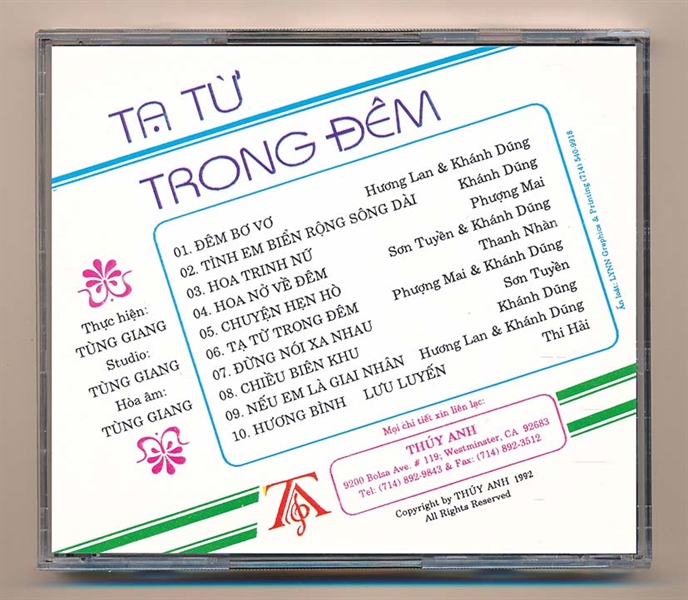 TẠ TỪ
TRONG ĐÊM
01. ĐÊM BƠ VƠ Hương Lan & Khánh Dũng
02. TÌNH EM BIỂN RỘNG SÔNG DÀI Khánh Dũng
03. HOA TRINH NỮ Phượng Mai
04. HOA NỞ VỀ ĐÊM Sơn Tuyền & Khánh Dũng
05. CHUYỆN HẸN HÒ Thanh Nhàn
06. TẠ TỪ TRONG ĐÊM Phượng Mai & Khánh Dũng
07. ĐỪNG NÓI XA NHAU Sơn Tuyền
08. CHIỀU BIÊN KHU Khánh Dũng
09. NẾU EM LÀ GIAI NHÂN Hương Lan & Khánh Dũng
10. HƯƠNG BÌNH LƯU LUYẾN Thi Hải
Thực hiện:
TÙNG GIANG
Studio:
TÙNG GIANG
Hòa âm:
TÙNG GIANG
Ấn loát: LYNN Graphics & Printing (714) 540-9918
Mọi chi tiết xin liên lạc:
THÚY ANH
9200 Bolsa Ave. # 119, Westminster, CA 92683
Tel: (714) 892-9843 & Fax: (714) 892-3512
TA
Copyright by THÚY ANH 1992
All Rights Reserved